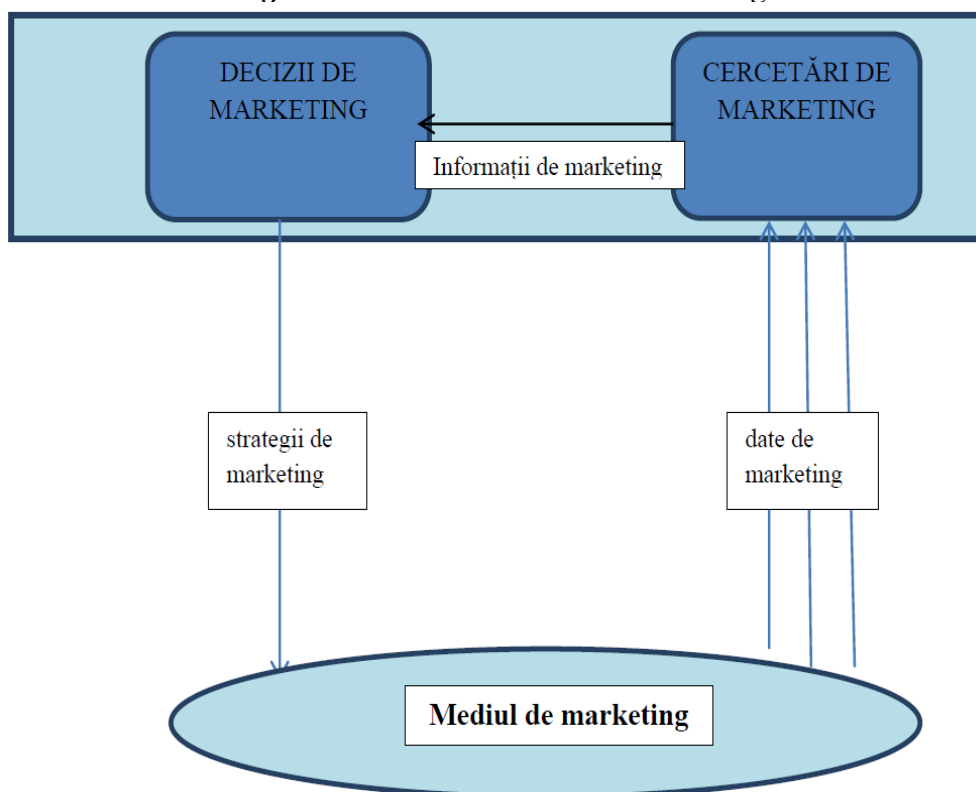 DECIZII DE
MARKETING
CERCETĂRI DE
MARKETING
Informații de marketing
strategii de
marketing
date de
marketing
Mediul de marketing